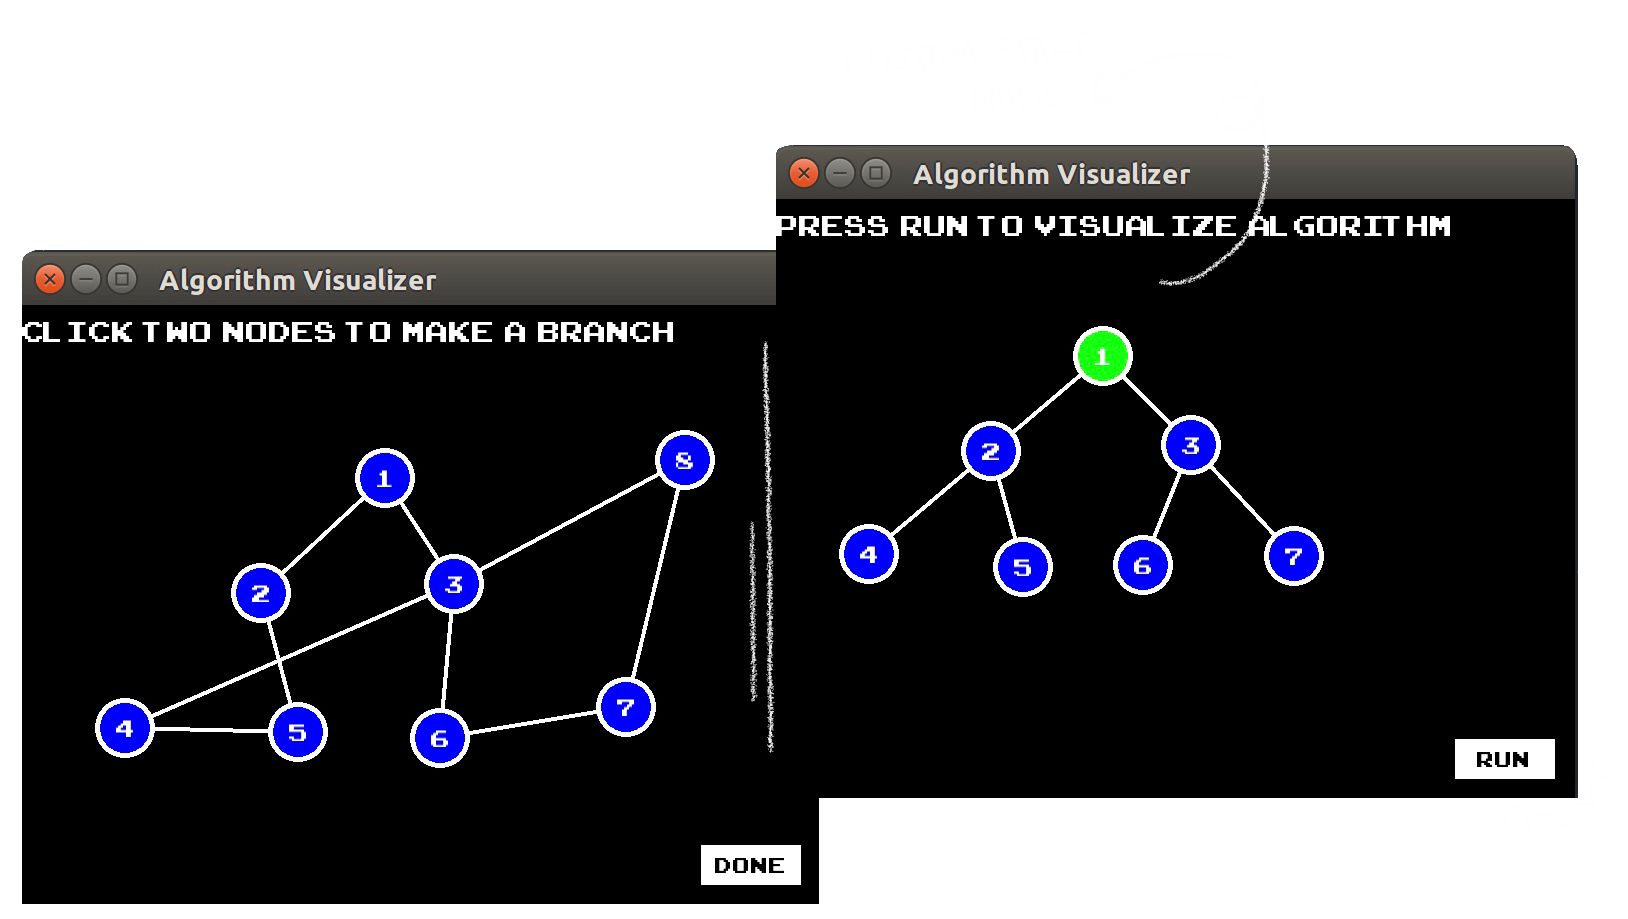 Algorithm Visualizer
CLICK TWO NODES TO MAKE A BRANCH
1
8
2
3
4
5
6
7
DONE
Algorithm Visualizer
PRESS RUN TO VISUALIZE ALGORITHM
1
2
3
4
5
6
7
RUN